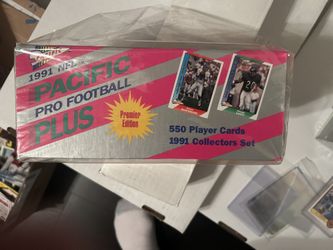 1991 NFL
PACIFIC
PRO FOOTBALL
PLUS
Premier
Edition
550 Player Cards
1991 Collectors Set